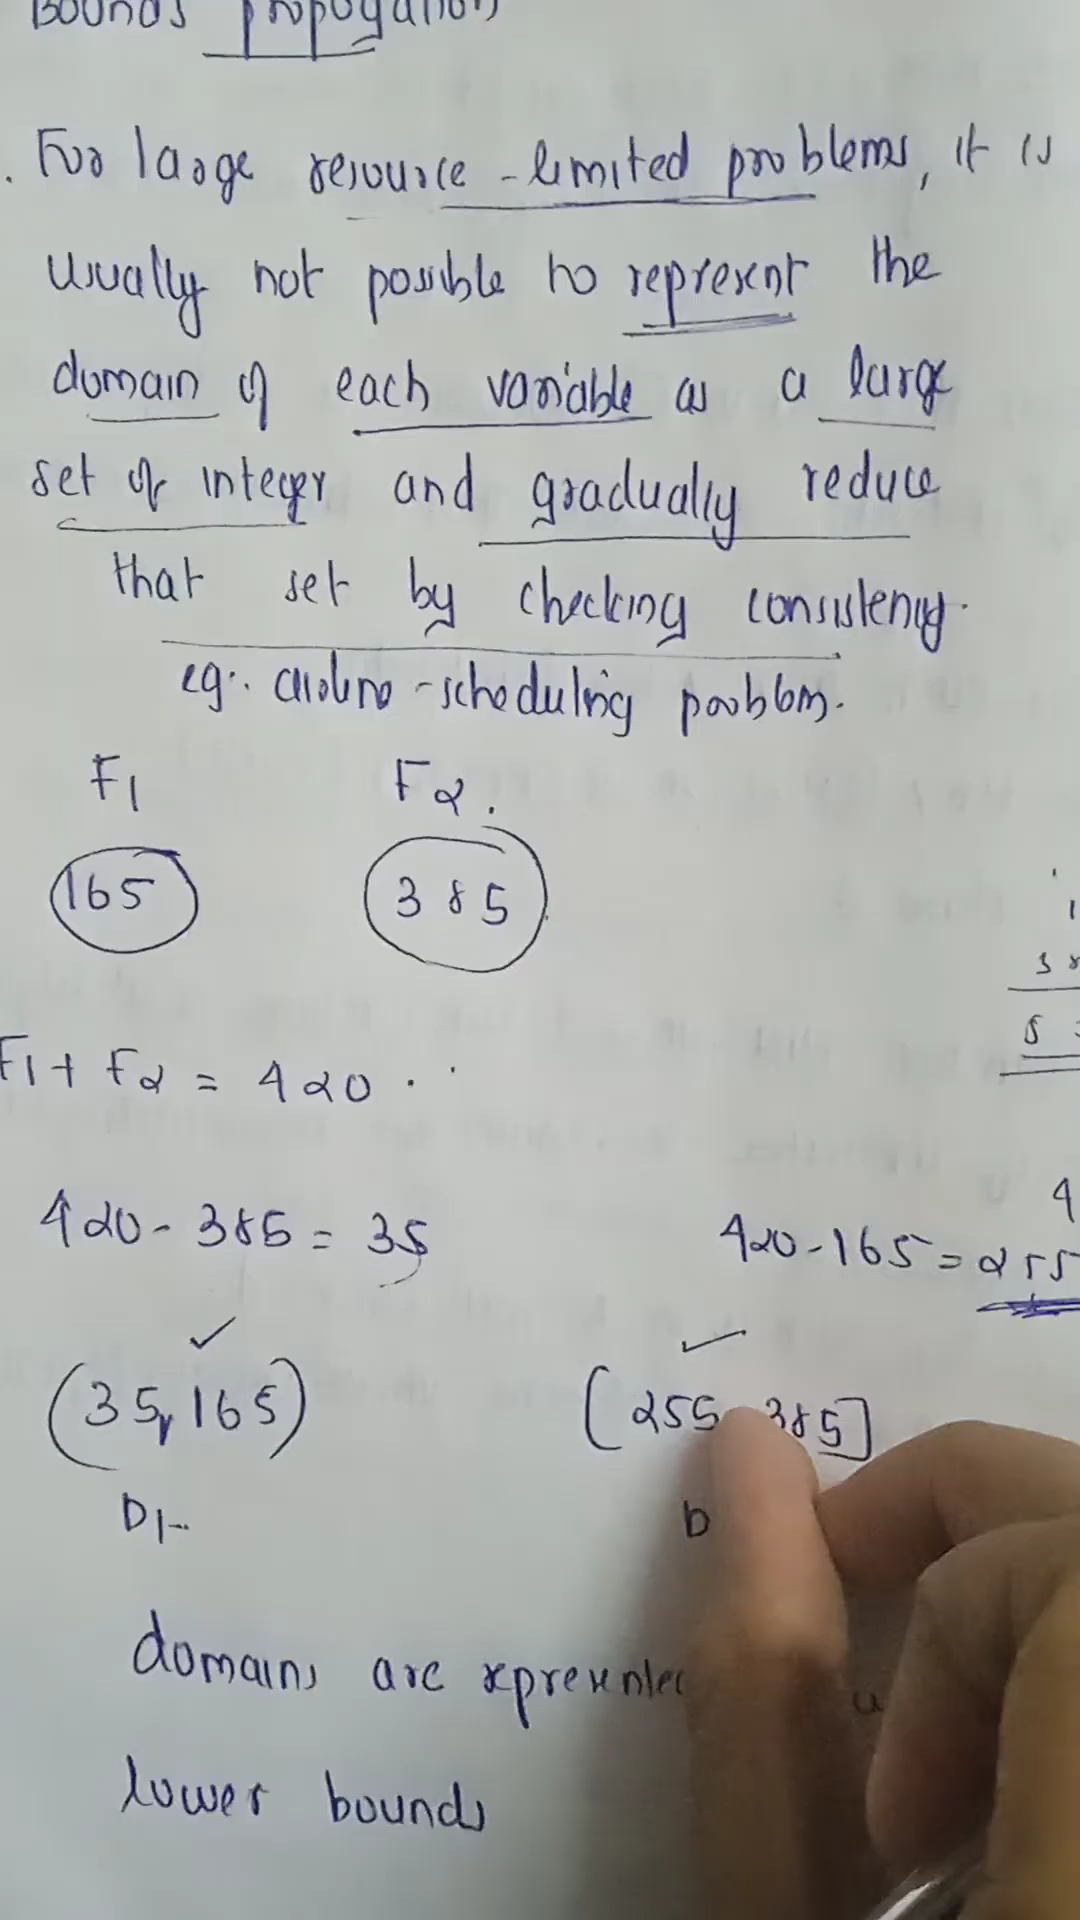 Bounds propogation
. For large resource-limited problems, it is
usually not possible to represent the
domain of each variable as a large
set of integer and gradually reduce
that set by checking consistency.
eg:. -scheduling problem.
F1 F2.
165 385
F1 + F2 = 420 .
420 - 385 = 35
420 - 165 = 255
(35, 165) [255 385]
D1 D
domains are represented
lower bounds